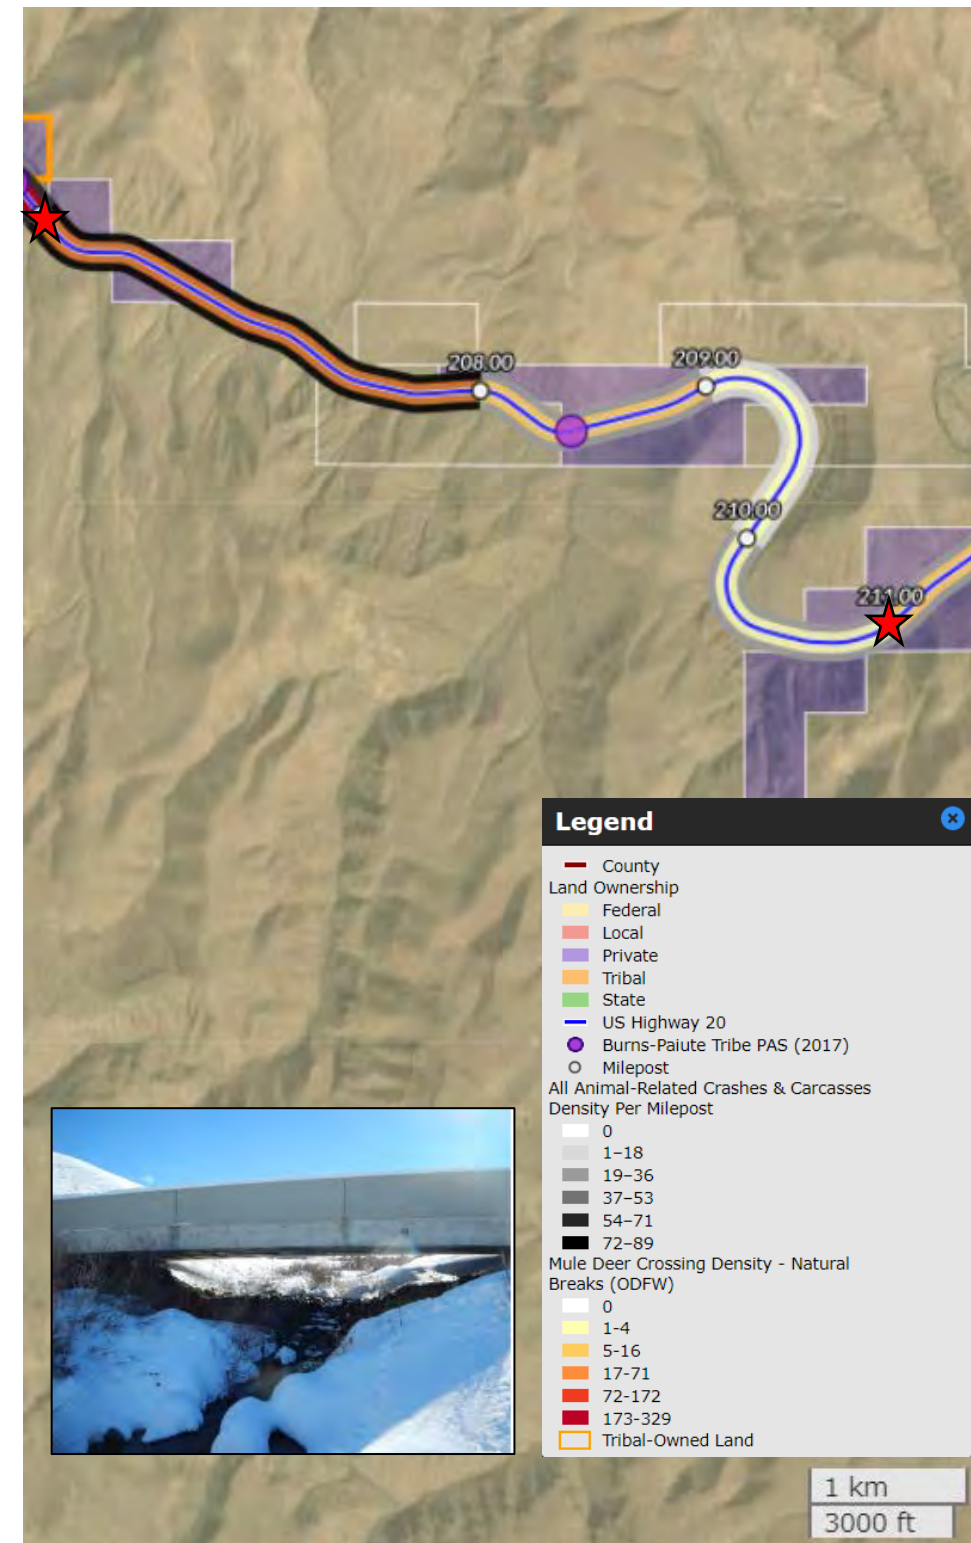 208.00
209.00
210.00
211.00
Legend
County
Land Ownership
Federal
Local
Private
Tribal
State
US Highway 20
Burns-Paiute Tribe PAS (2017)
Milepost
All Animal-Related Crashes & Carcasses
Density Per Milepost
0
1–18
19–36
37–53
54–71
72–89
Mule Deer Crossing Density - Natural
Breaks (ODFW)
0
1-4
5-16
17-71
72-172
173-329
Tribal-Owned Land
1 km
3000 ft